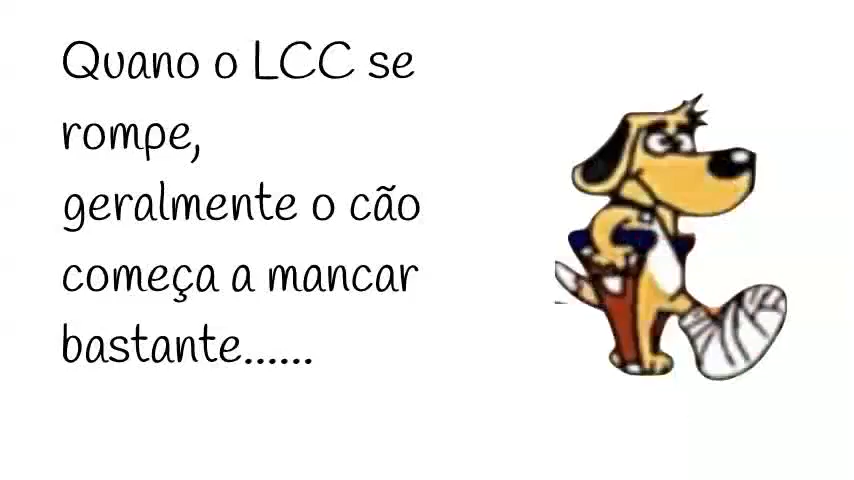 Quano o LCC se
rompe,
geralmente o cão
começa a mancar
bastante......